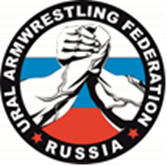 URAL ARMWRESTLING FEDERATION
RUSSIA